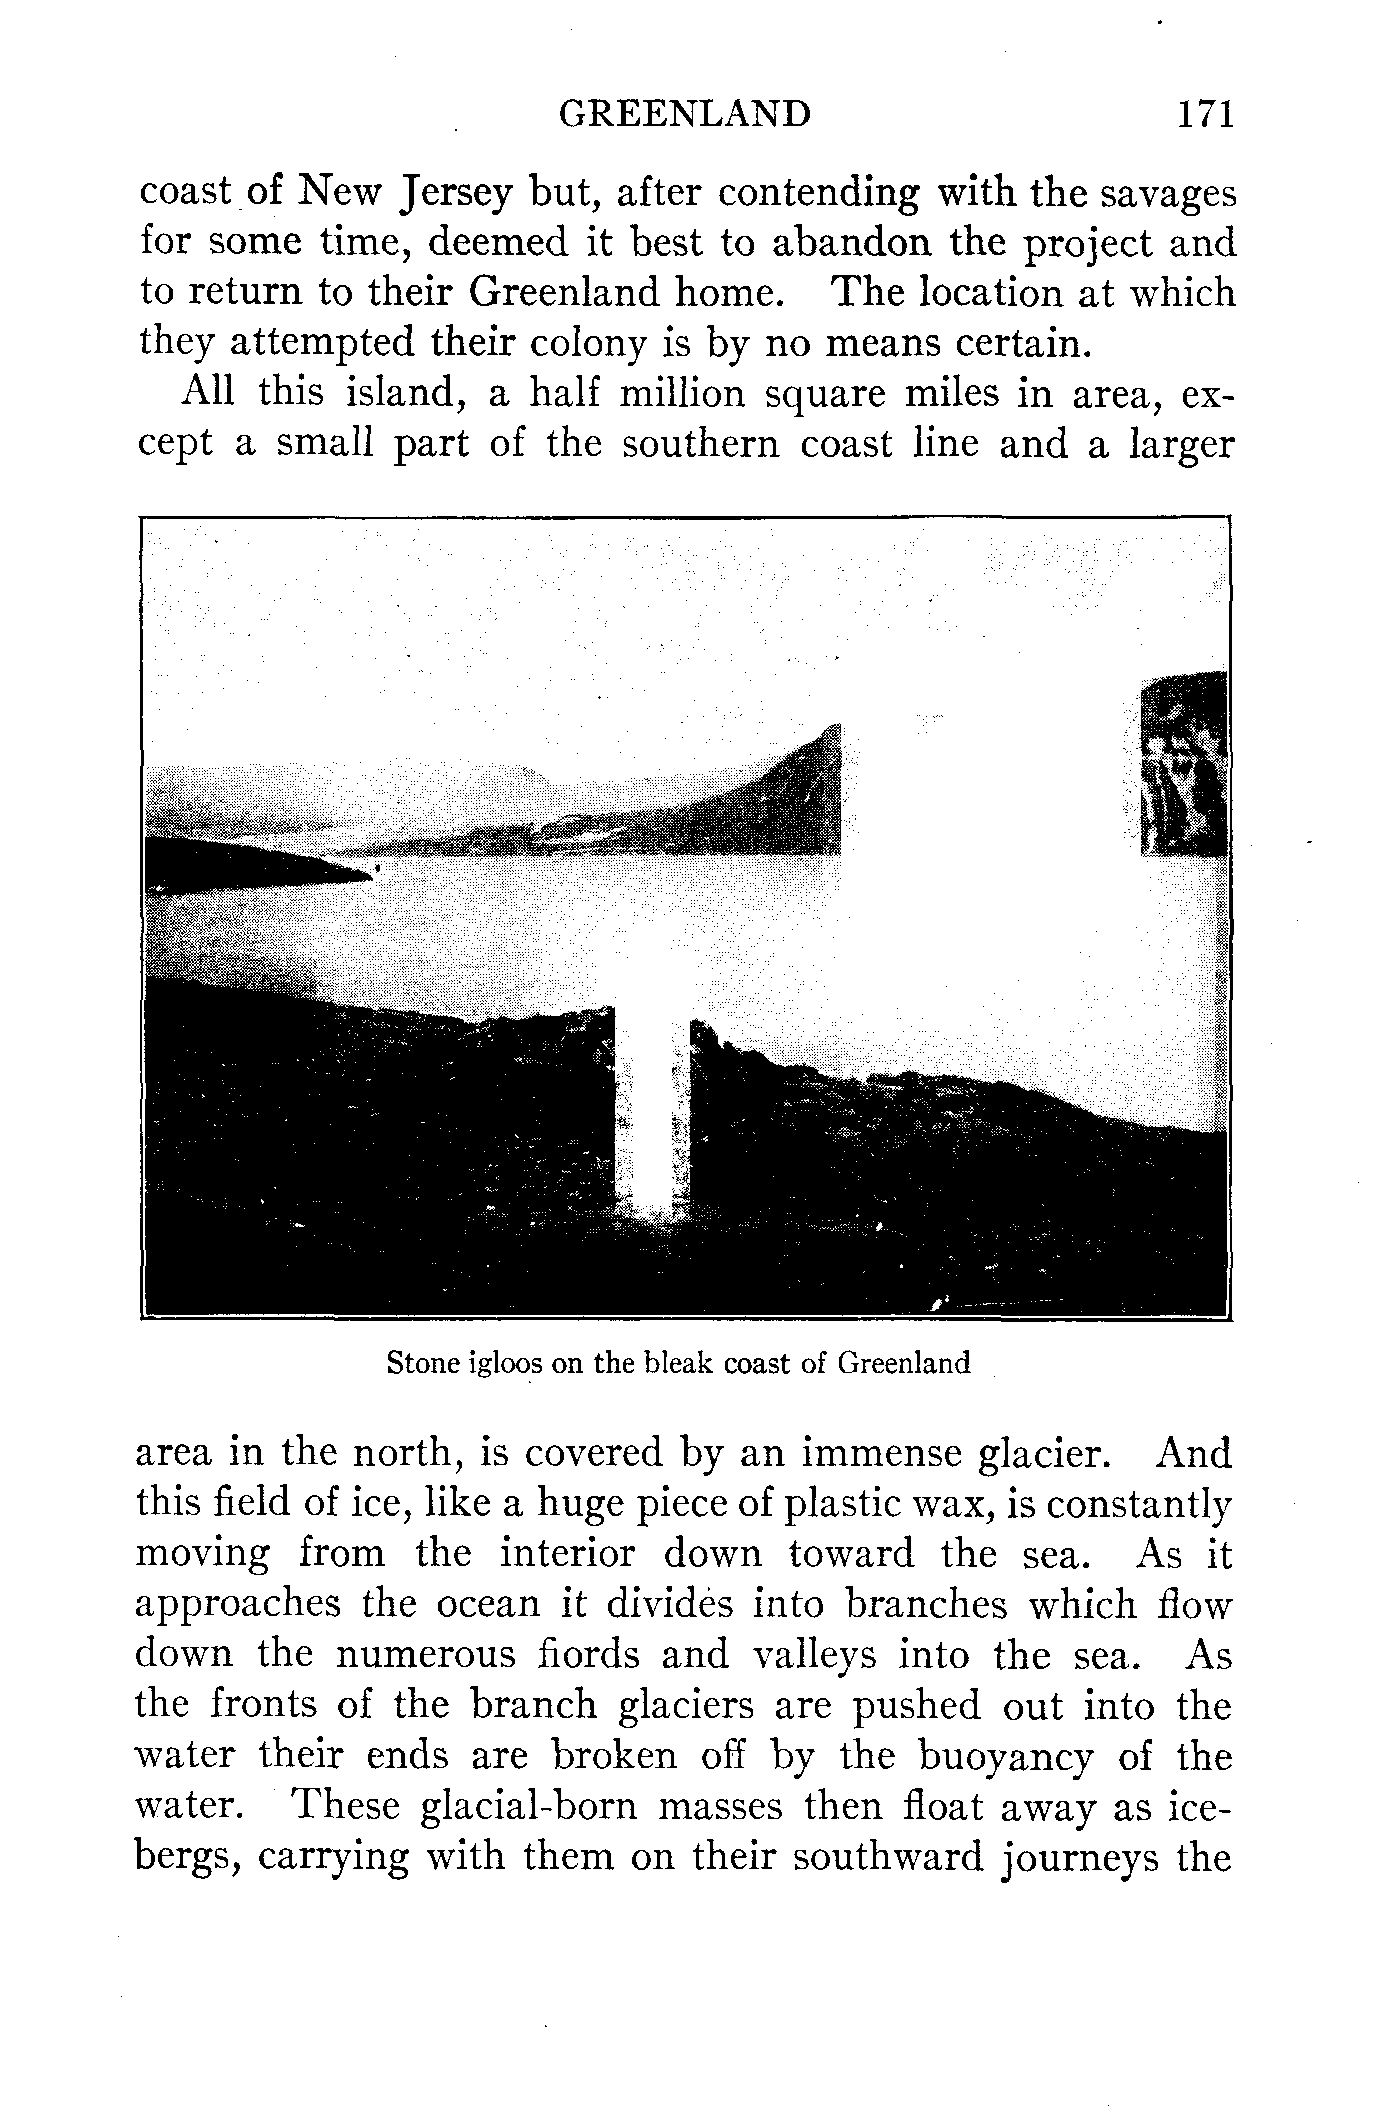 GREENLAND 171
coast of New Jersey but, after contending with the savages
for some time, deemed it best to abandon the project and
to return to their Greenland home. The location at which
they attempted their colony is by no means certain.
All this island, a half million square miles in area, ex-
cept a small part of the southern coast line and a larger
Stone igloos on the bleak coast of Greenland
area in the north, is covered by an immense glacier. And
this field of ice, like a huge piece of plastic wax, is constantly
moving from the interior down toward the sea. As it
approaches the ocean it divides into branches which flow
down the numerous fiords and valleys into the sea. As
the fronts of the branch glaciers are pushed out into the
water their ends are broken off by the buoyancy of the
water. These glacial-born masses then float away as ice-
bergs, carrying with them on their southward journeys the